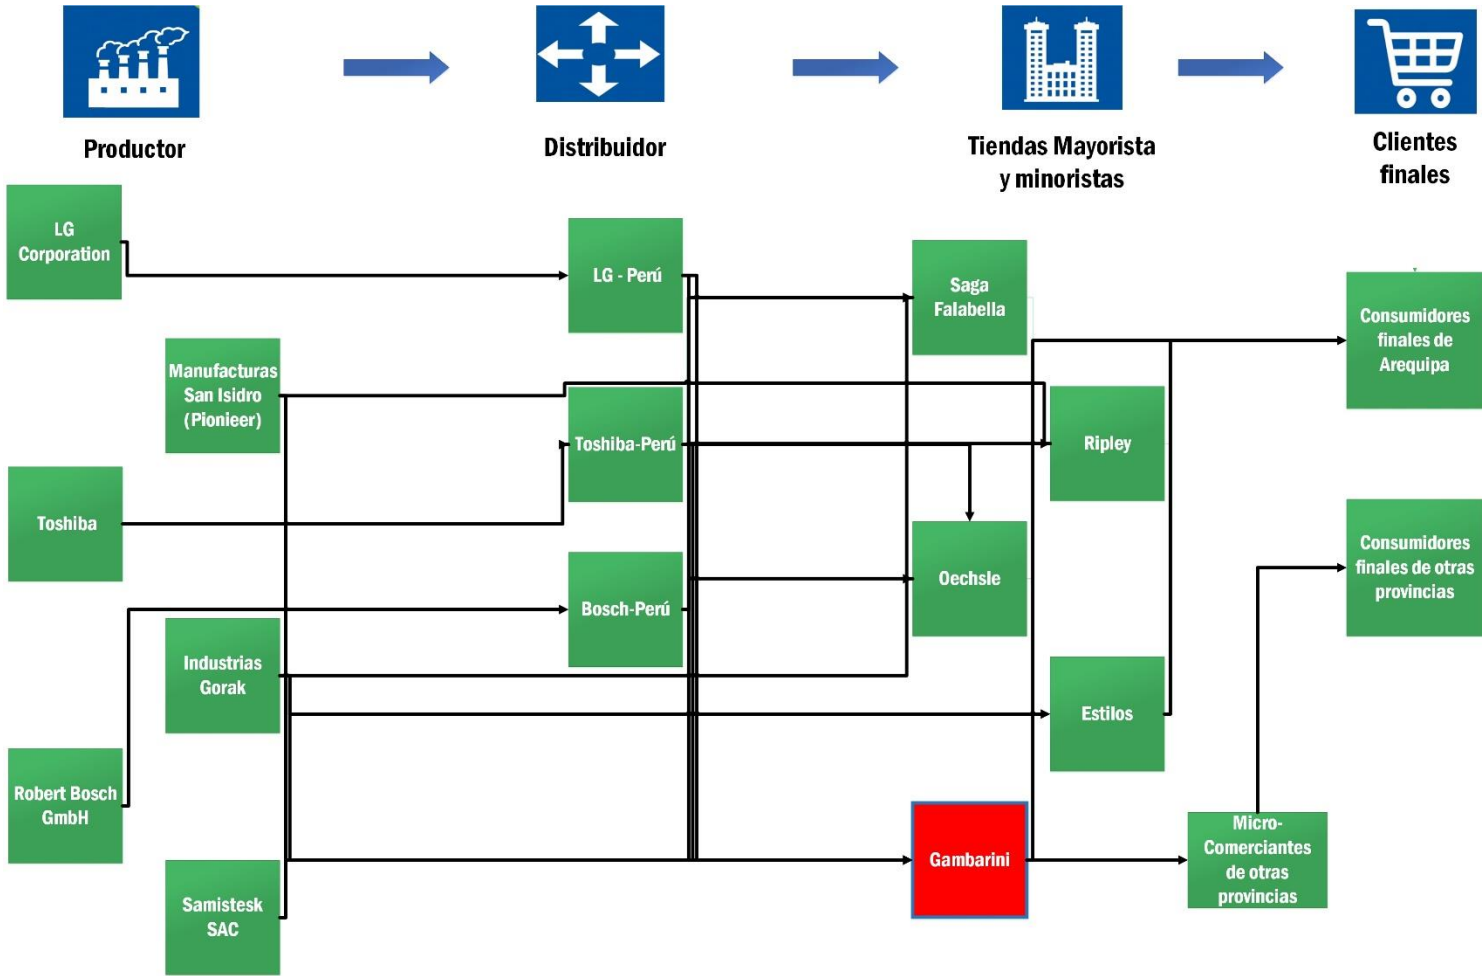 Productor
Distribuidor
Tiendas Mayorista
y minoristas
Clientes
finales
LG
Corporation
LG - Perú
Saga
Falabella
Consumidores
finales de
Arequipa
Manufacturas
San Isidro
(Pionieer)
Toshiba-Perú
Ripley
Toshiba
Oechsle
Consumidores
finales de otras
provincias
Bosch-Perú
Industrias
Gorak
Estilos
Robert Bosch
GmbH
Gambarini
Micro-
Comerciantes
de otras
provincias
Samistesk
SAC